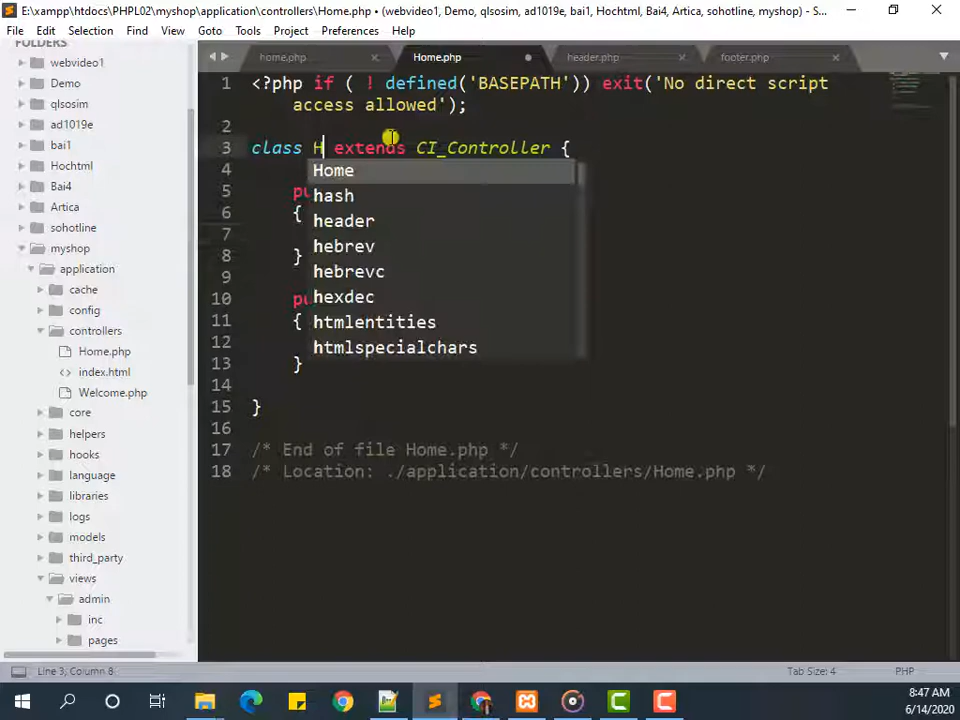 E:\xampp\htdocs\PHPL02\myshop\application\controllers\Home.php • (webvideo1, Demo, qlsosim, ad1019e, bai1, Hochtml, Bai4, Artica, sohotline, myshop) - S...
File Edit Selection Find View Goto Tools Project Preferences Help
FOLDERS
webvideo1
Demo
qlsosim
ad1019e
bai1
Hochtml
Bai4
Artica
sohotline
myshop
application
cache
config
controllers
Home.php
index.html
Welcome.php
core
helpers
hooks
language
libraries
logs
models
third_party
views
admin
inc
pages
home.php Home.php header.php footer.php
1 <?php if ( ! defined('BASEPATH')) exit('No direct script
access allowed');
2
3 class H extends CI_Controller {
4
5 pu
6 {
7
8 }
9
10 pu
11 {
12
13 }
14
15 }
16
17 /* End of file Home.php */
18 /* Location: ./application/controllers/Home.php */
Home
hash
header
hebrev
hebrevc
hexdec
htmlentities
htmlspecialchars
Line 3, Column 8 Tab Size: 4 PHP
8:47 AM
6/14/2020